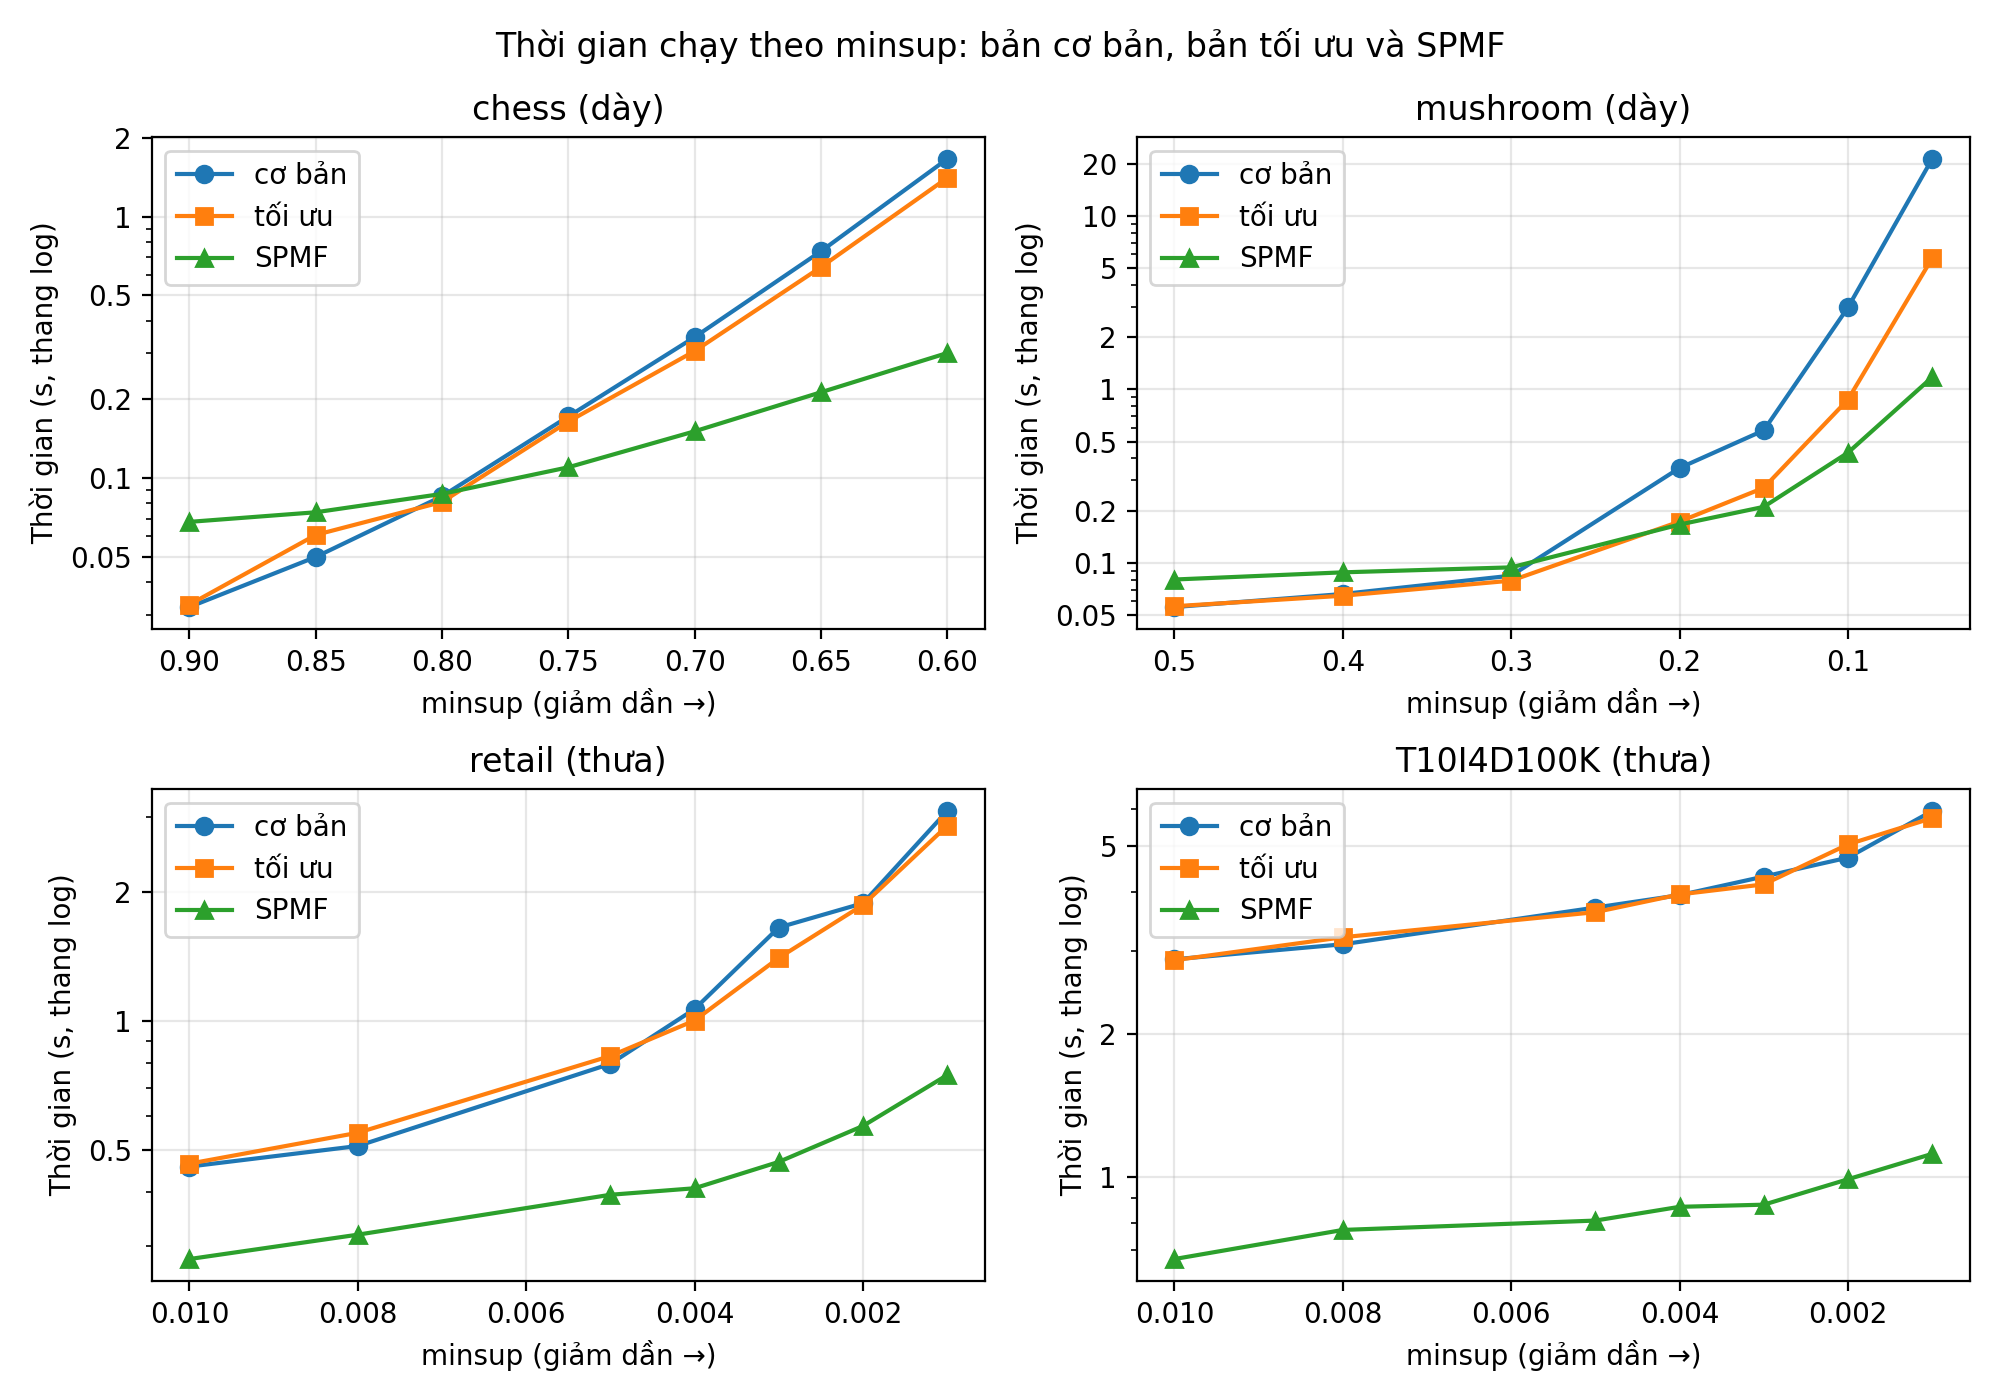 Thời gian chạy theo minsup: bản cơ bản, bản tối ưu và SPMF
chess (dày)
Thời gian (s, thang log)
2
1
0.5
0.2
0.1
0.05
cơ bản
tối ưu
SPMF
0.90 0.85 0.80 0.75 0.70 0.65 0.60
minsup (giảm dần →)
mushroom (dày)
Thời gian (s, thang log)
20
10
5
2
1
0.5
0.2
0.1
0.05
cơ bản
tối ưu
SPMF
0.5 0.4 0.3 0.2 0.1
minsup (giảm dần →)
retail (thưa)
Thời gian (s, thang log)
2
1
0.5
cơ bản
tối ưu
SPMF
0.010 0.008 0.006 0.004 0.002
minsup (giảm dần →)
T10I4D100K (thưa)
Thời gian (s, thang log)
5
2
1
cơ bản
tối ưu
SPMF
0.010 0.008 0.006 0.004 0.002
minsup (giảm dần →)